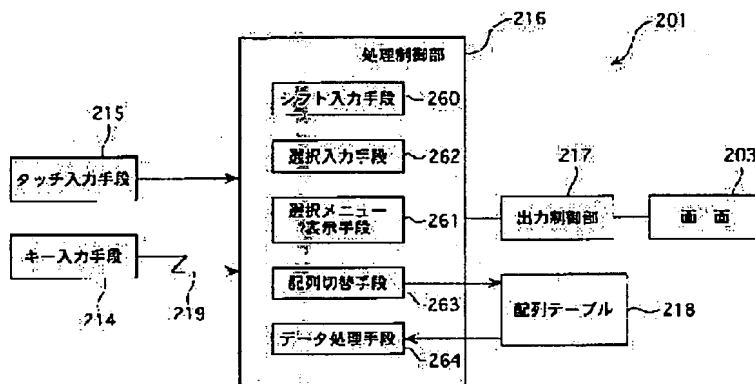 216
201
処理制御部
シフト入力手段
260
215
選択入力手段
262
217
203
タッチ入力手段
選択メニュー
表示手段
261
出力制御部
画 面
キー入力手段
配列切替手段
263
配列テーブル
218
214
219
データ処理手段
264